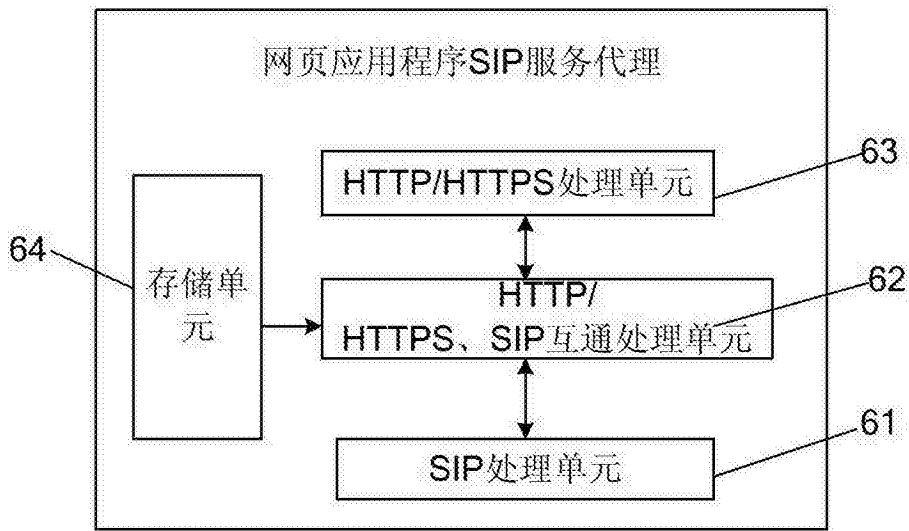 网页应用程序SIP服务代理
HTTP/HTTPS处理单元
63
64
存储单
元
HTTP/
HTTPS、SIP互通处理单元
62
SIP处理单元
61